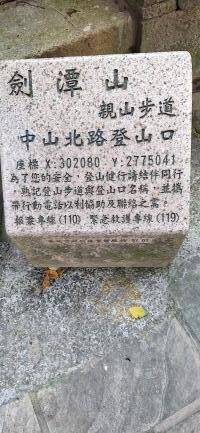 劍潭山
親山步道
中山北路登山口
座標 X:302080 Y:2775041
為了您的安全,登山健行請結伴同行
,熟記登山步道與登山口名稱,並攜
帶行動電話以利協助及聯絡之需。
報案專線(110) 緊急救護專線(119)